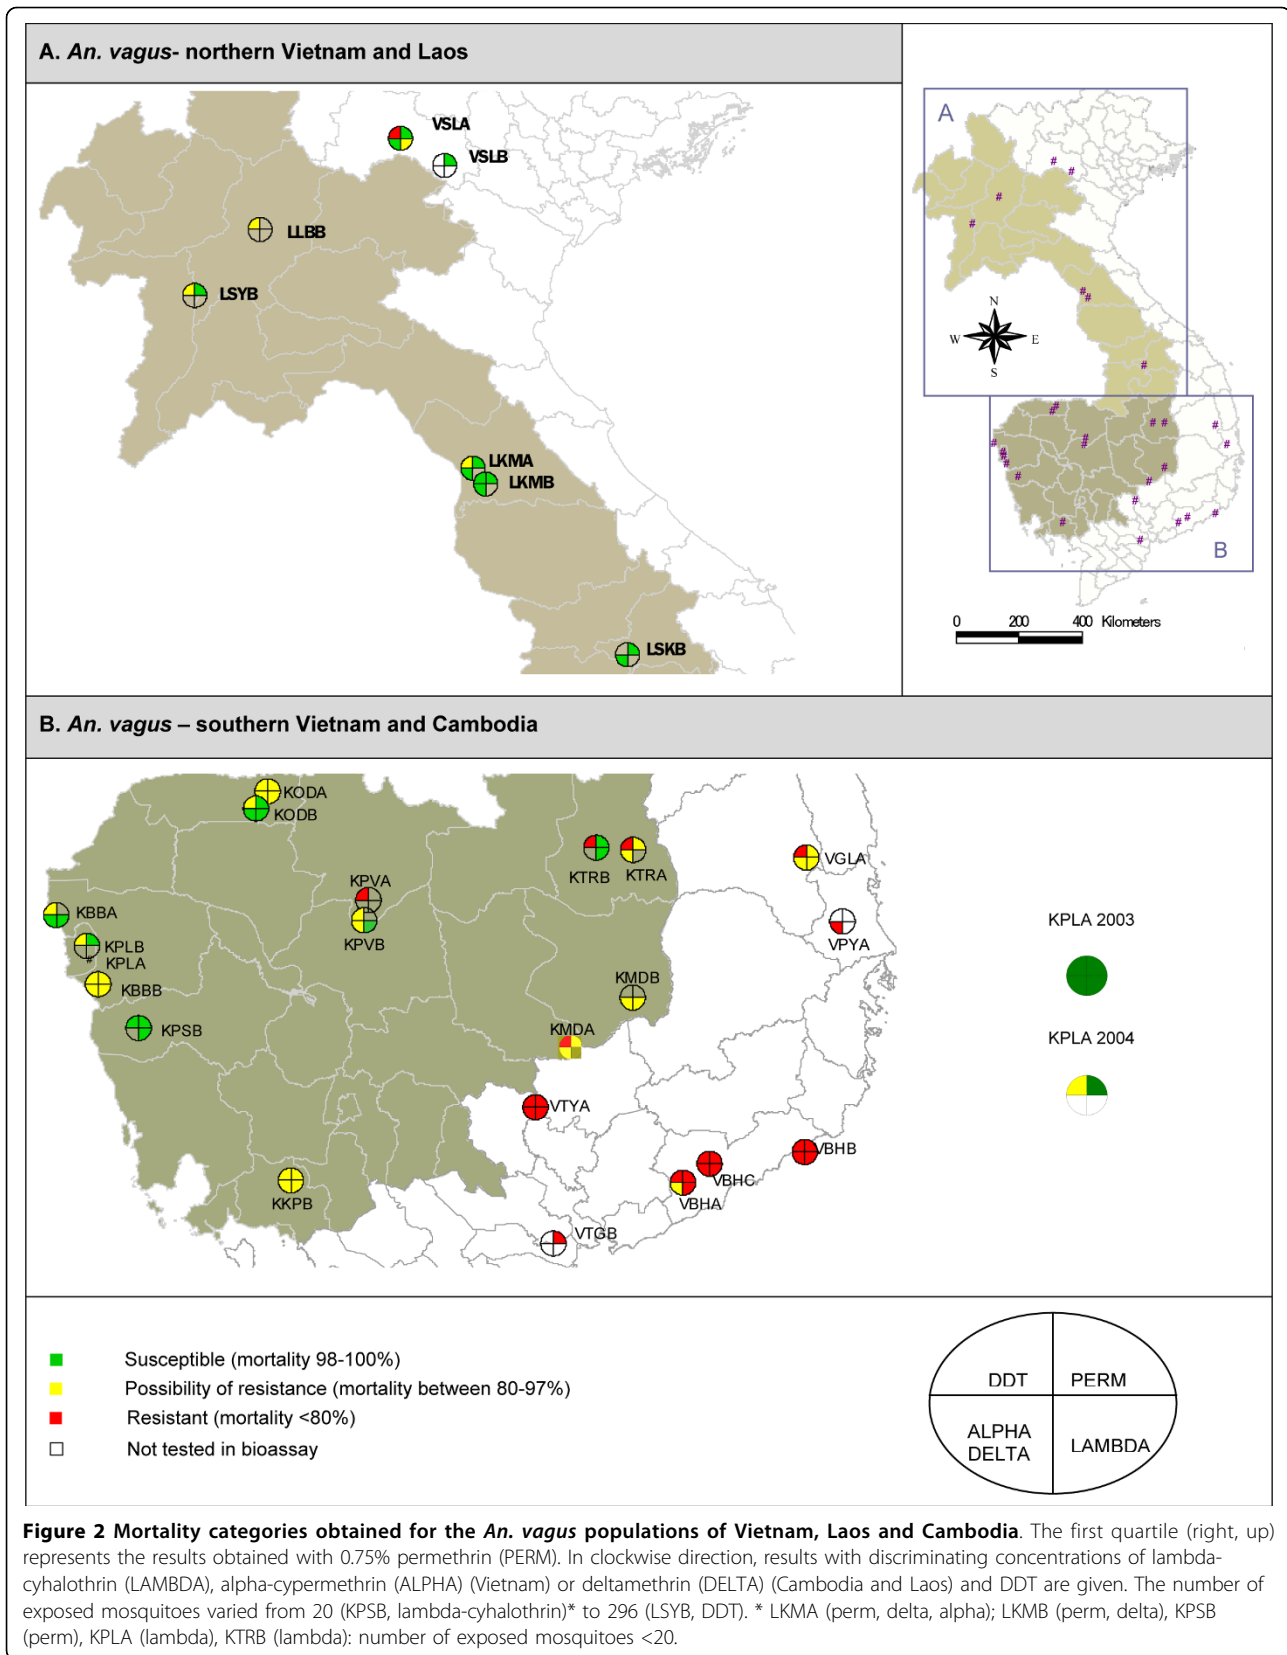 A. An. vagus- northern Vietnam and Laos
VSLA
VSLB
LLBB
LSYB
LKMA
LKMB
LSKB
A
N
W
E
S
B
0 200 400 Kilometers
B. An. vagus – southern Vietnam and Cambodia
KODA
KODB
KTRB
KTRA
VGLA
KPVA
KPVB
VPYA
KBBA
KPLB
KPLA
KBBB
KPSB
KMDB
KMDA
VTYA
VBHB
VBHC
VBHA
KKPB
VTGB
KPLA 2003
KPLA 2004
Susceptible (mortality 98-100%)
Possibility of resistance (mortality between 80-97%)
Resistant (mortality <80%)
Not tested in bioassay
DDT
PERM
ALPHA
DELTA
LAMBDA
Figure 2 Mortality categories obtained for the An. vagus populations of Vietnam, Laos and Cambodia. The first quartile (right, up)
represents the results obtained with 0.75% permethrin (PERM). In clockwise direction, results with discriminating concentrations of lambda-
cyhalothrin (LAMBDA), alpha-cypermethrin (ALPHA) (Vietnam) or deltamethrin (DELTA) (Cambodia and Laos) and DDT are given. The number of
exposed mosquitoes varied from 20 (KPSB, lambda-cyhalothrin)* to 296 (LSYB, DDT). * LKMA (perm, delta, alpha); LKMB (perm, delta), KPSB
(perm), KPLA (lambda), KTRB (lambda): number of exposed mosquitoes <20.